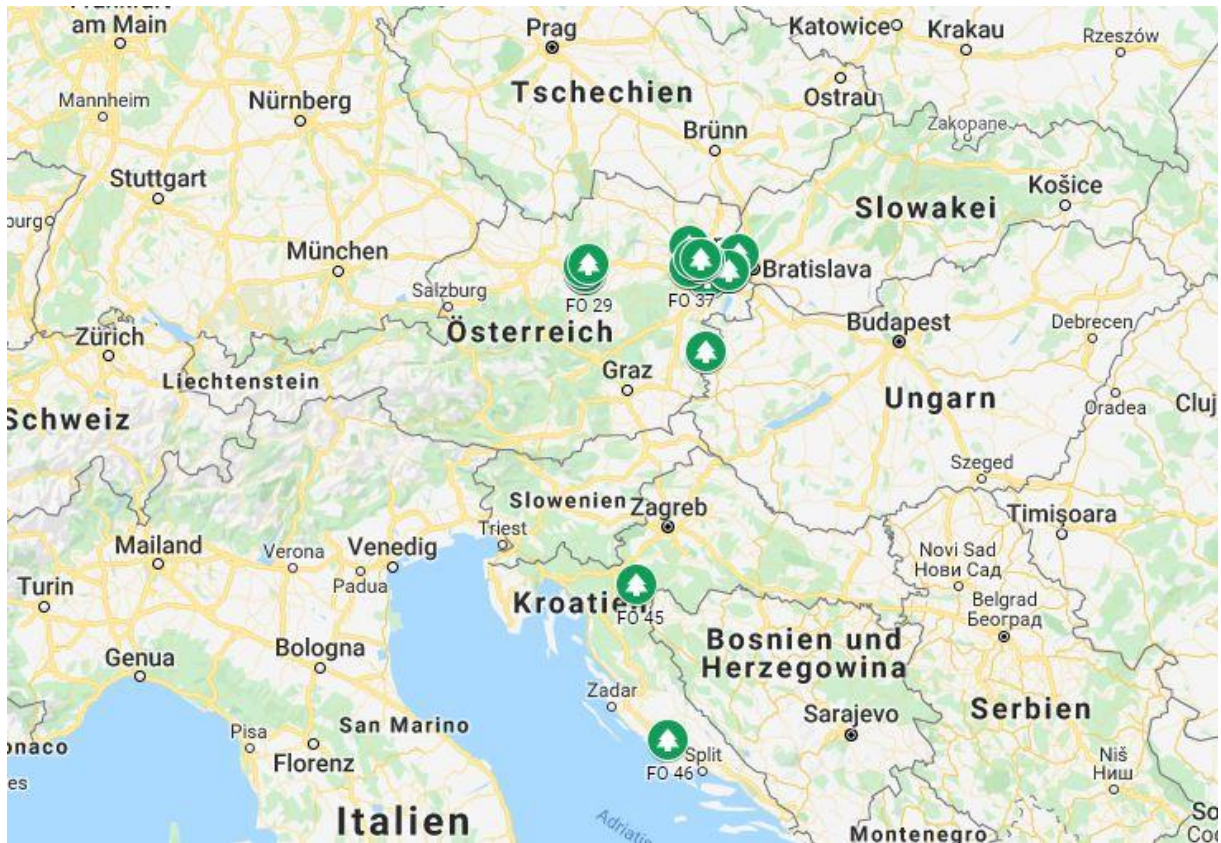 am Main
Prag
Katowice
Krakau
Rzeszów
Mannheim
Nürnberg
Tschechien
Ostrau
Brünn
Zakopane
Stuttgart
Košice
Slowakei
München
Salzburg
FO 29
FO 37
Bratislava
Österreich
Zürich
Budapest
Debrecen
Liechtenstein
Graz
Schweiz
Ungarn
Oradea
Cluj
Szeged
Slowenien
Zagreb
Timișoara
Triest
Mailand
Verona
Venedig
Novi Sad
Нови Сад
Padua
Turin
Kroatien
FO 45
Belgrad
Београд
Bosnien und
Herzegowina
Genua
Bologna
Zadar
Serbien
San Marino
Sarajevo
Pisa
Florenz
Split
FO 46
onaco
es
Niš
Ниш
Italien
Adriatis
Montenegro